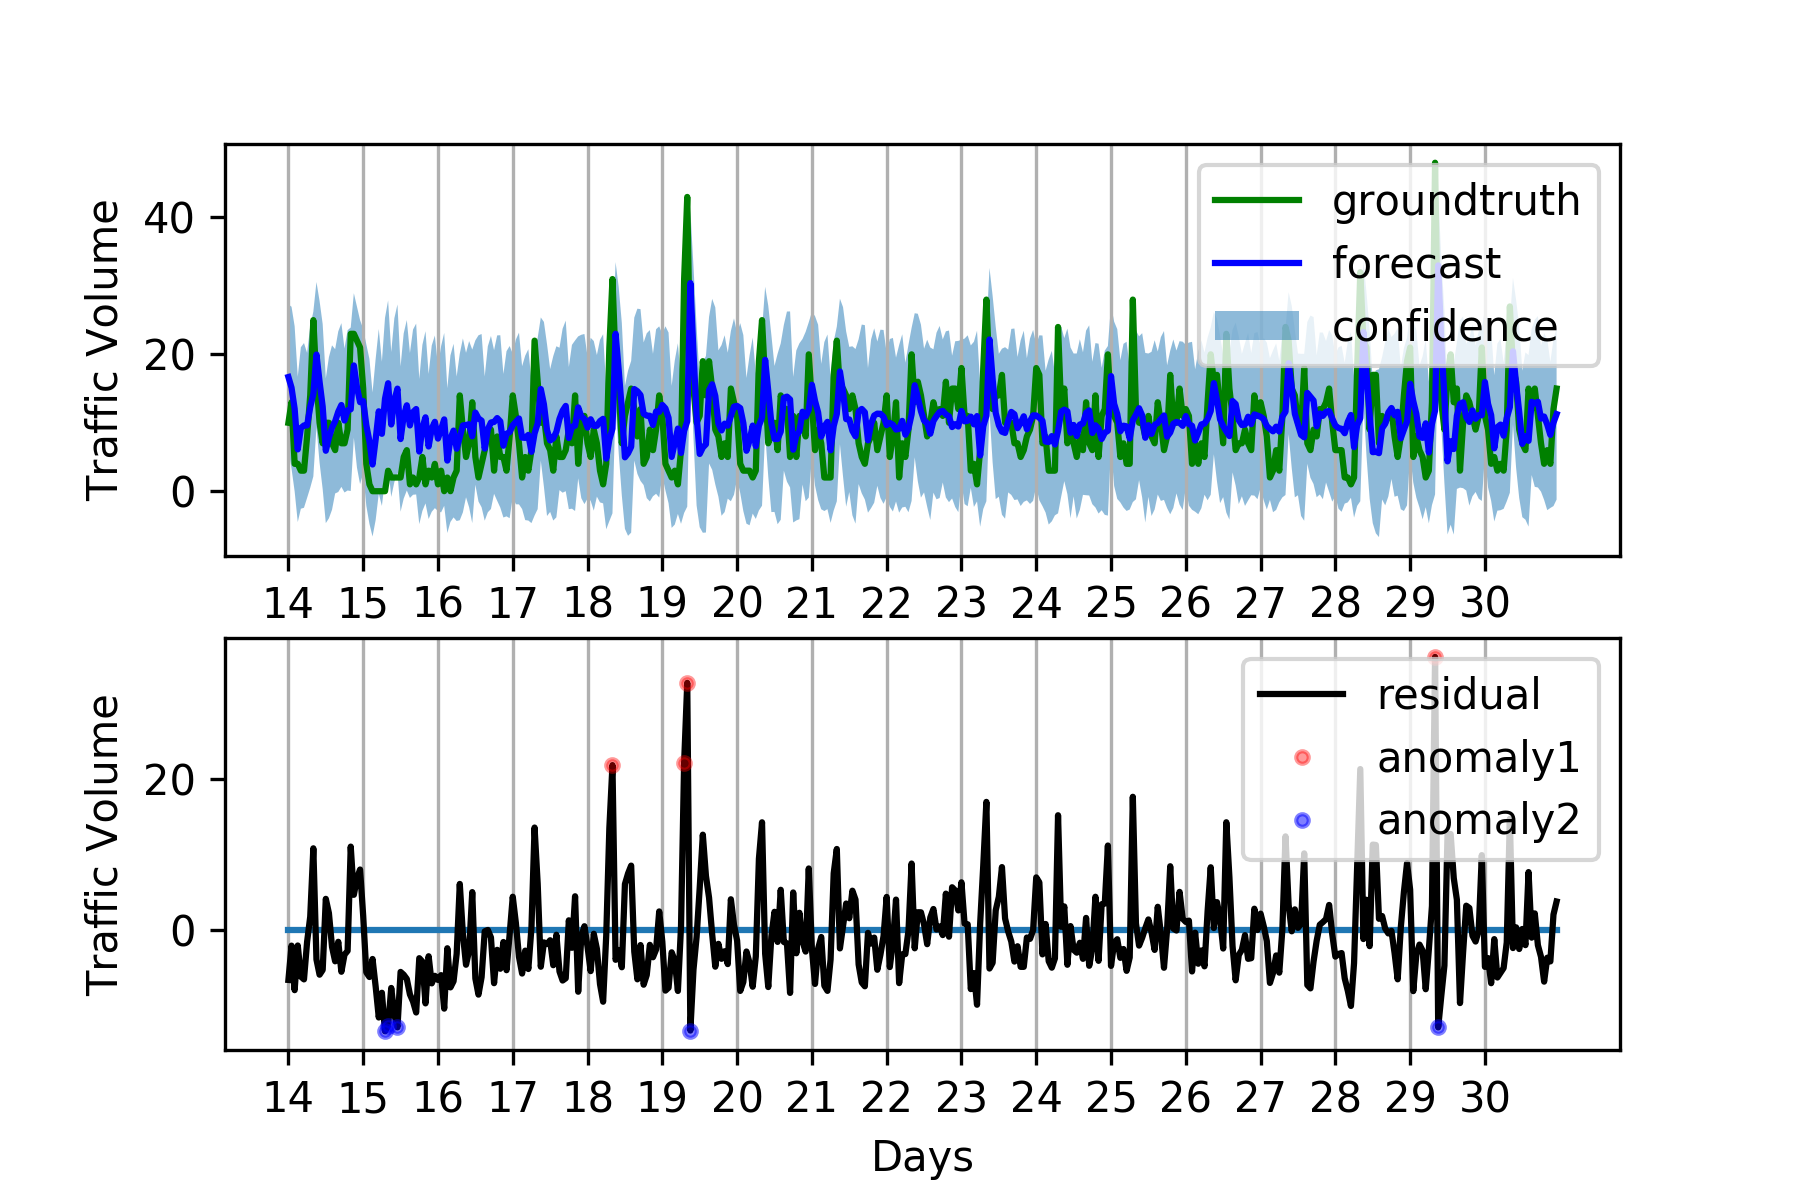 Traffic Volume
40
20
0
groundtruth
forecast
confidence
14 15 16 17 18 19 20 21 22 23 24 25 26 27 28 29 30
Traffic Volume
20
0
residual
anomaly1
anomaly2
14 15 16 17 18 19 20 21 22 23 24 25 26 27 28 29 30
Days